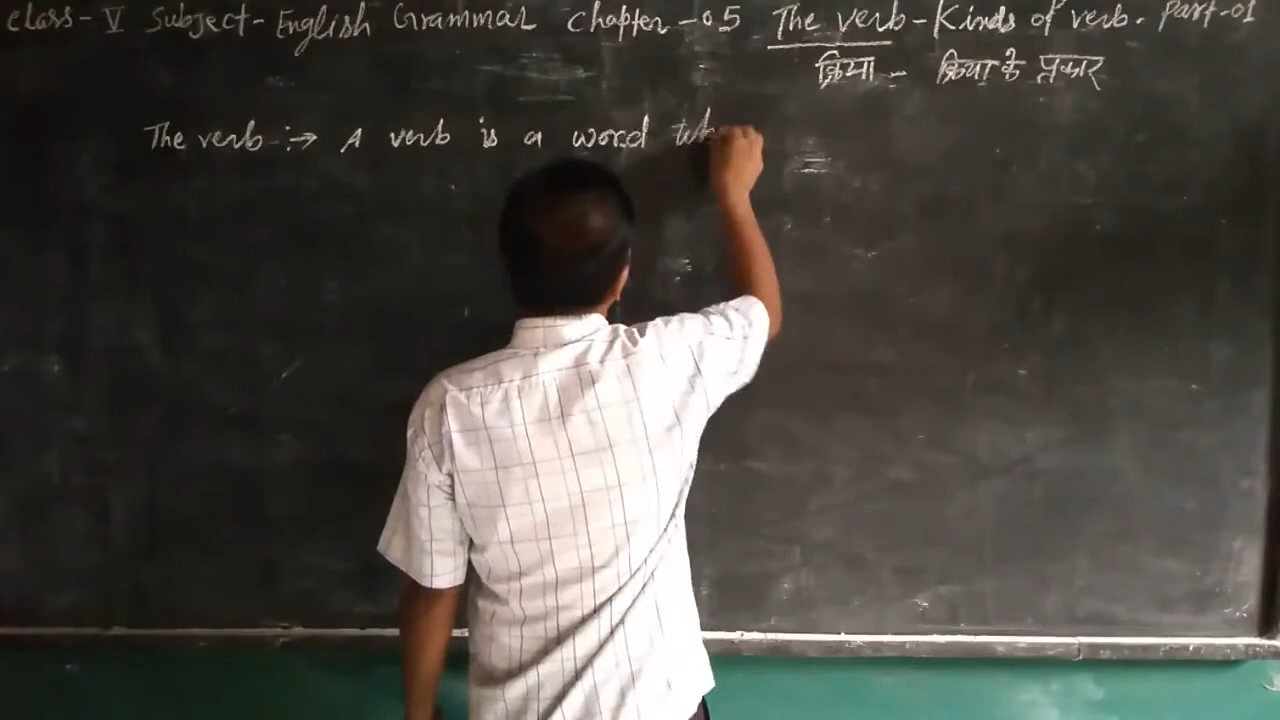 class- V Subject- English Grammar Chapter-05 The verb-Kinds of verb. Part-01
क्रिया - क्रिया के प्रकार
The verb :-> A verb is a word